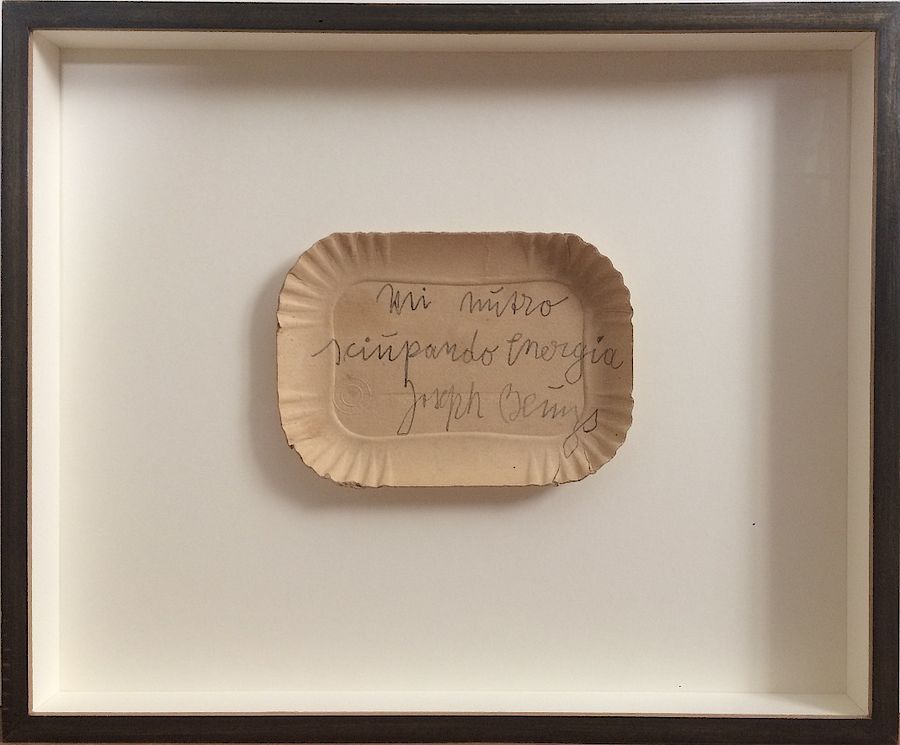 Mi nutro
sciupando Energia
Joseph Beuys